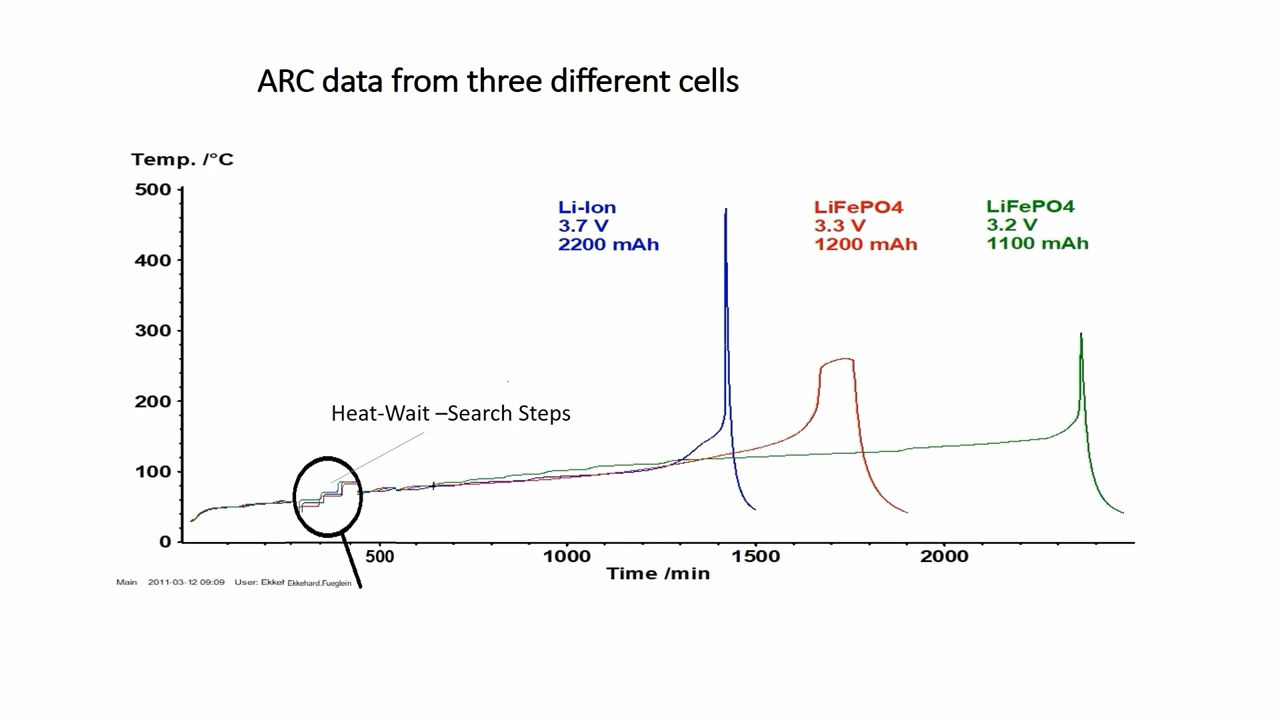 ARC data from three different cells
Temp. /°C
500
400
300
200
100
0
Li-Ion
3.7 V
2200 mAh
LiFePO4
3.3 V
1200 mAh
LiFePO4
3.2 V
1100 mAh
Heat-Wait –Search Steps
500
1000
1500
2000
Time /min
Main 2011-03-12 09:09 User: Ekkehard.Fueglein